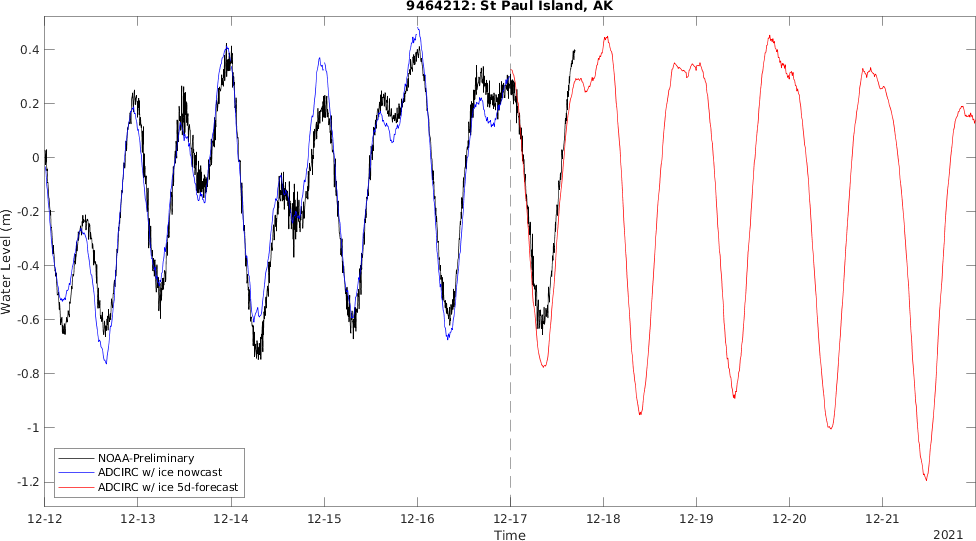 9464212: St Paul Island, AK
0.4
0.2
0
-0.2
-0.4
-0.6
-0.8
-1
-1.2
Water Level (m)
NOAA-Preliminary
ADCIRC w/ ice nowcast
ADCIRC w/ ice 5d-forecast
12-12 12-13 12-14 12-15 12-16 12-17 12-18 12-19 12-20 12-21
Time
2021